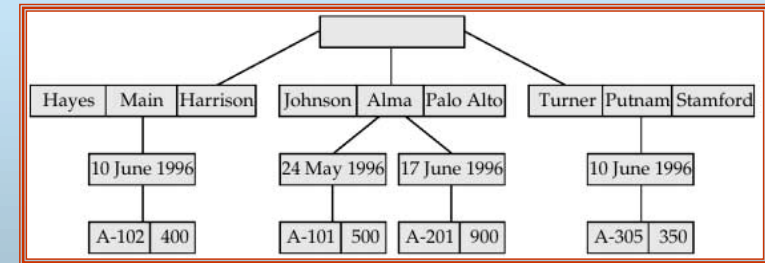 Hayes Main Harrison Johnson Alma Palo Alto Turner Putnam Stamford
10 June 1996 24 May 1996 17 June 1996 10 June 1996
A-102 400 A-101 500 A-201 900 A-305 350